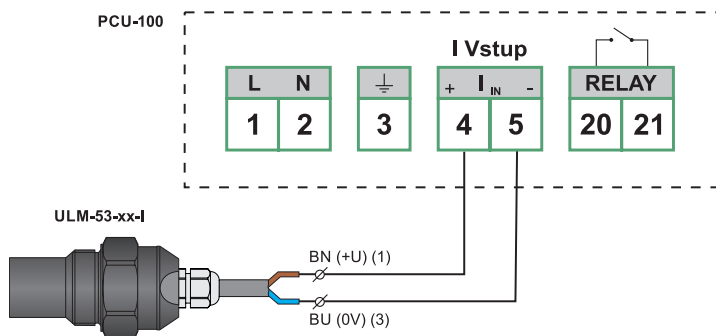 PCU-100
I Vstup
L N
+ I IN -
RELAY
1 2 3 4 5 20 21
ULM-53-xx-I
BN (+U) (1)
BU (0V) (3)